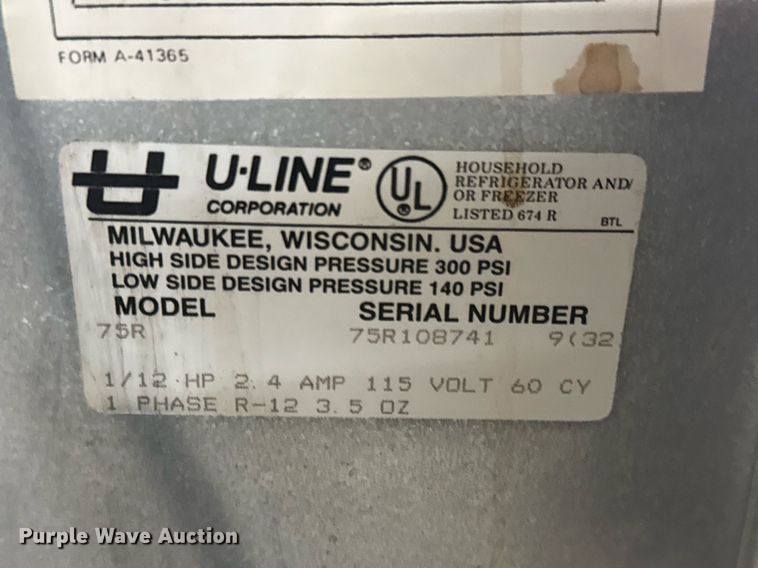 FORM A-41365
U-LINE®
CORPORATION
UL®
HOUSEHOLD
REFRIGERATOR AND/
OR FREEZER
LISTED 674 R
BTL
MILWAUKEE, WISCONSIN. USA
HIGH SIDE DESIGN PRESSURE 300 PSI
LOW SIDE DESIGN PRESSURE 140 PSI
MODEL SERIAL NUMBER
75R 75R108741 9(32
1/12 HP 2.4 AMP 115 VOLT 60 CY
1 PHASE R-12 3.5 OZ
Purple Wave Auction